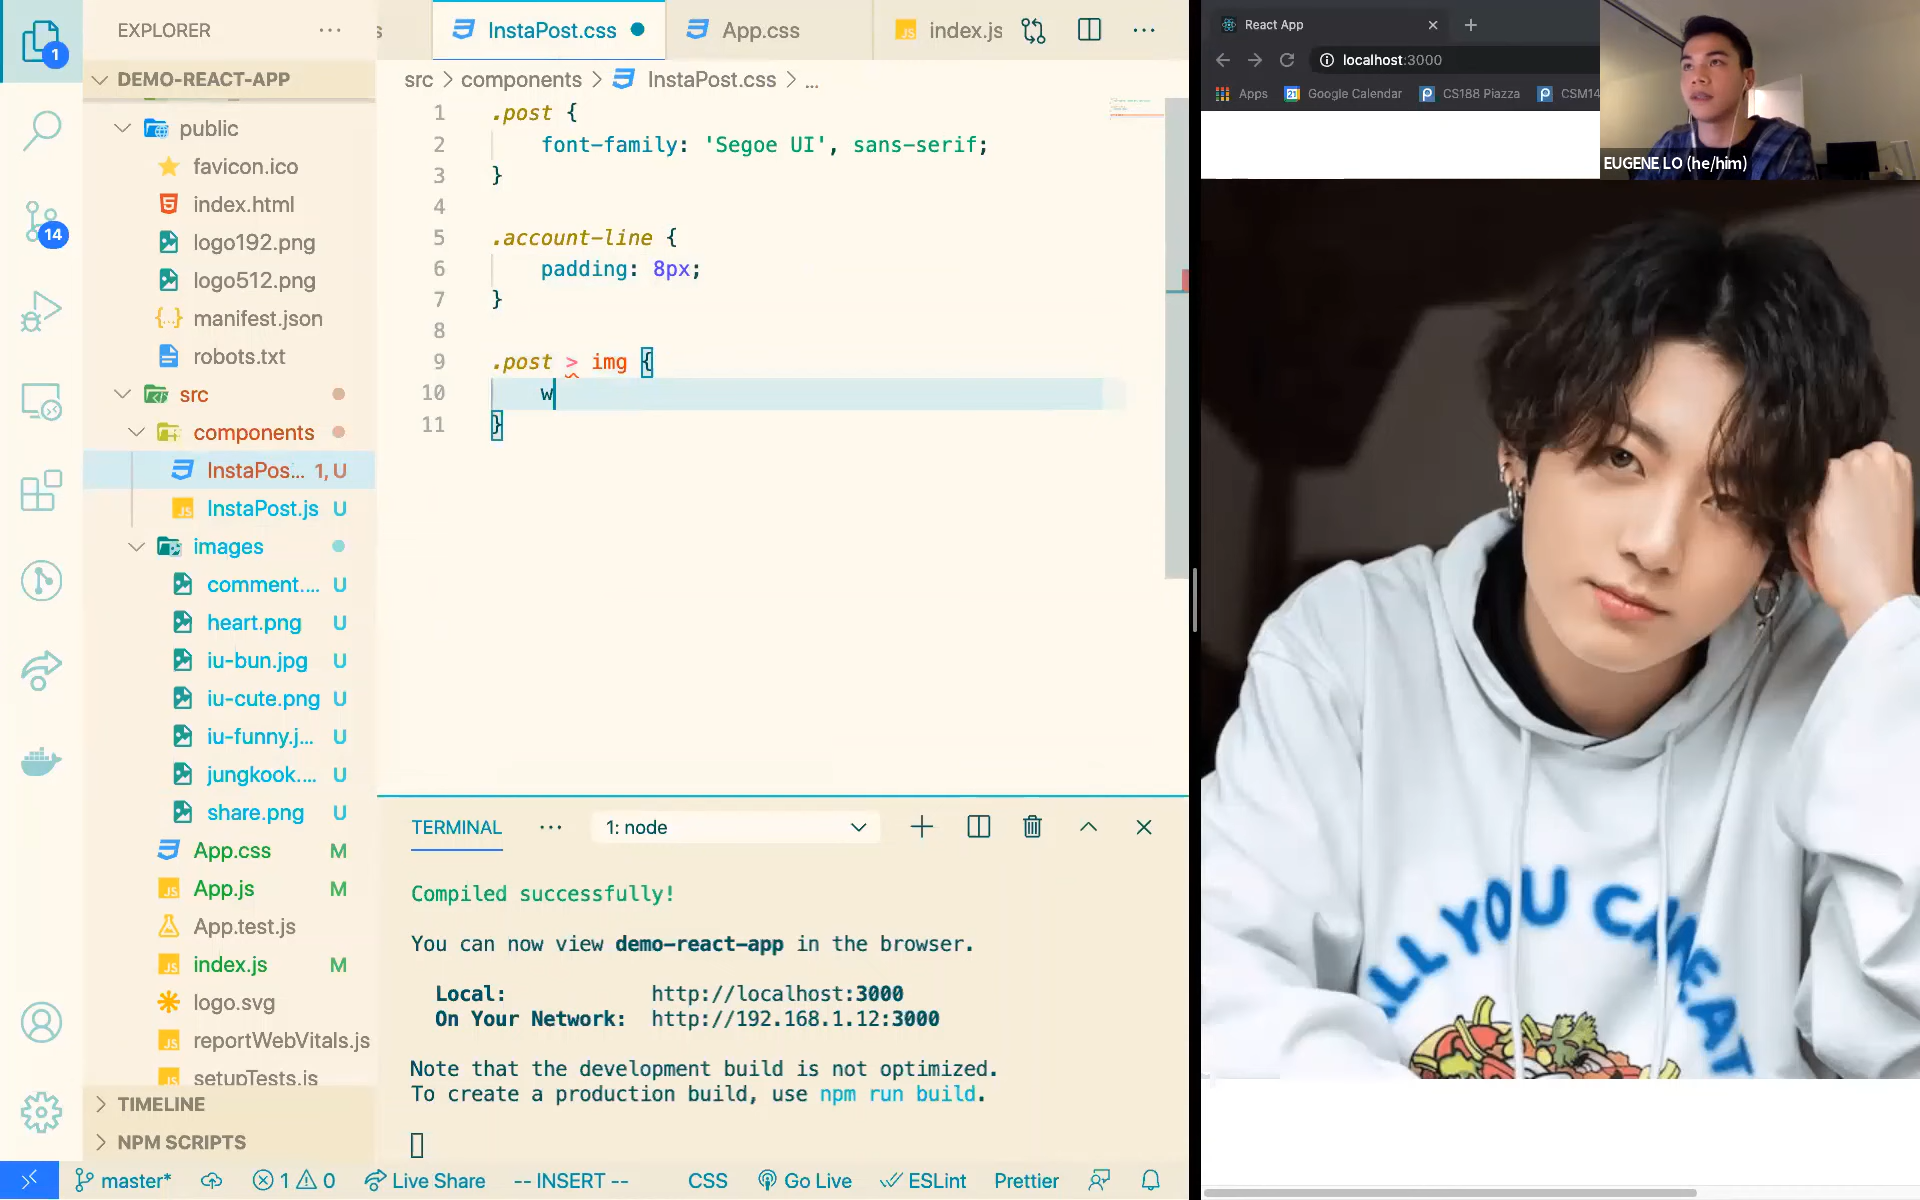 1
14
EXPLORER
DEMO-REACT-APP
public
favicon.ico
index.html
logo192.png
logo512.png
manifest.json
robots.txt
src
components
InstaPos... 1, U
InstaPost.js U
images
comment.... U
heart.png U
iu-bun.jpg U
iu-cute.png U
iu-funny.j... U
jungkook.... U
share.png U
App.css M
App.js M
App.test.js
index.js M
logo.svg
reportWebVitals.js
setupTests.js
TIMELINE
NPM SCRIPTS
s InstaPost.css App.css index.js
src > components > InstaPost.css > ...
1 .post {
2 font-family: 'Segoe UI', sans-serif;
3 }
4
5 .account-line {
6 padding: 8px;
7 }
8
9 .post > img {
10 w
11 }
TERMINAL 1: node
Compiled successfully!
You can now view demo-react-app in the browser.
Local: http://localhost:3000
On Your Network: http://192.168.1.12:3000
Note that the development build is not optimized.
To create a production build, use npm run build.
master* 1 0 Live Share -- INSERT -- CSS Go Live ESLint Prettier
React App
localhost:3000
Apps Google Calendar CS188 Piazza CSM14
EUGENE LO (he/him)
ALL YOU CAN EAT